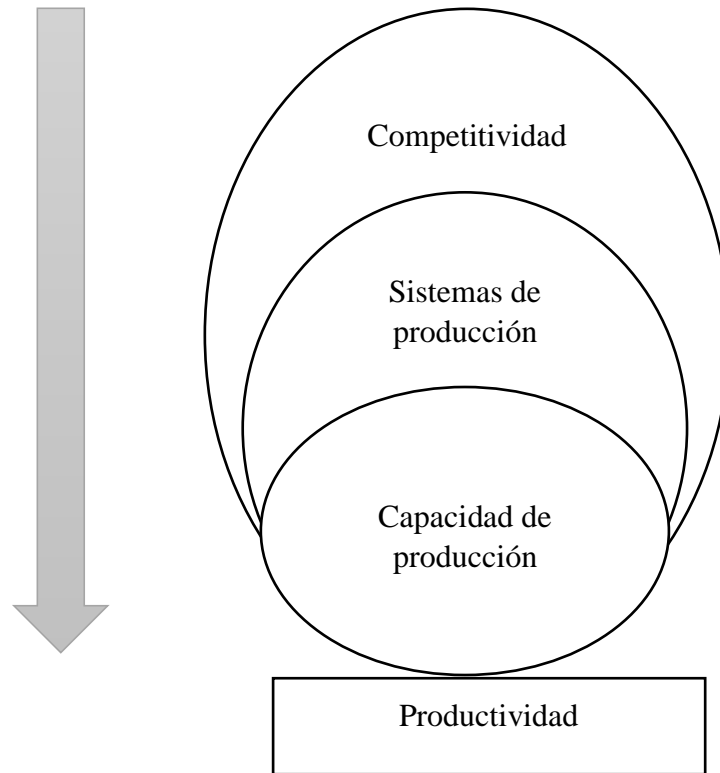 Competitividad
Sistemas de
producción
Capacidad de
producción
Productividad